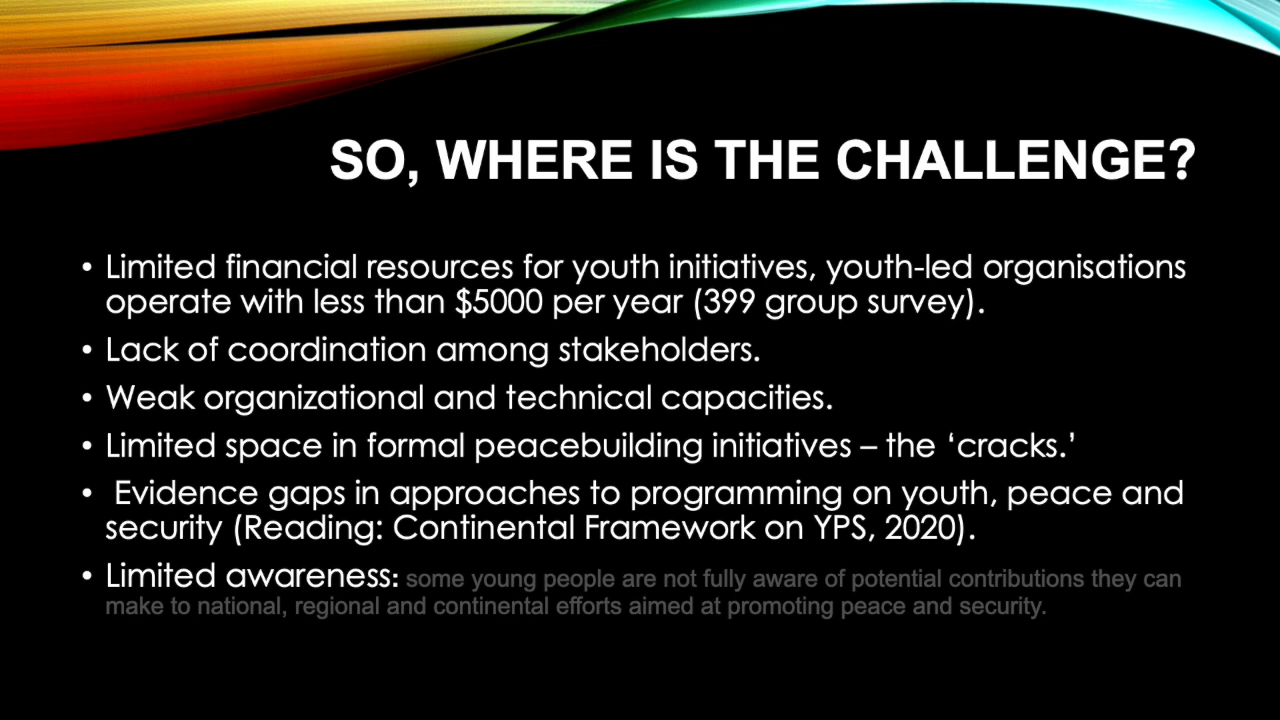 SO, WHERE IS THE CHALLENGE?
• Limited financial resources for youth initiatives, youth-led organisations
operate with less than $5000 per year (399 group survey).
• Lack of coordination among stakeholders.
• Weak organizational and technical capacities.
• Limited space in formal peacebuilding initiatives – the ‘cracks.’
• Evidence gaps in approaches to programming on youth, peace and
security (Reading: Continental Framework on YPS, 2020).
• Limited awareness: some young people are not fully aware of potential contributions they can
make to national, regional and continental efforts aimed at promoting peace and security.